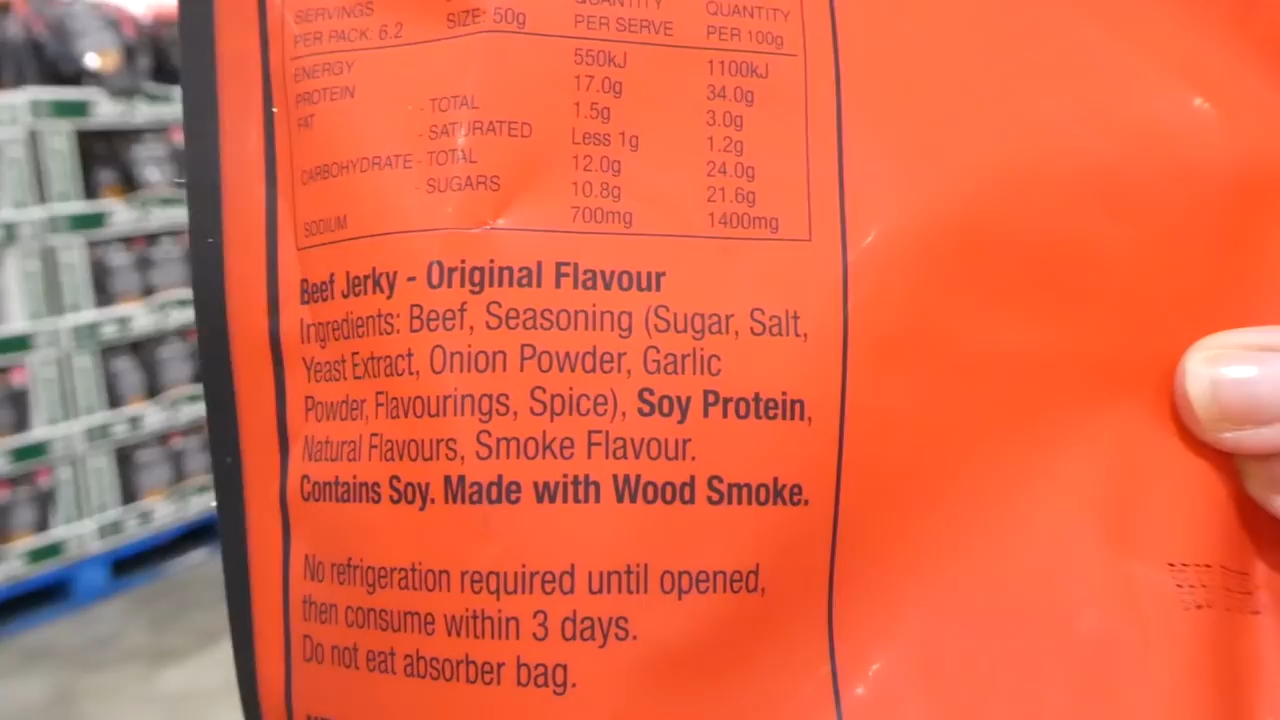 SERVINGS
PER PACK: 6.2
SIZE: 50g
QUANTITY
PER SERVE
QUANTITY
PER 100g
ENERGY 550kJ 1100kJ
PROTEIN 17.0g 34.0g
FAT - TOTAL 1.5g 3.0g
- SATURATED Less 1g 1.2g
CARBOHYDRATE - TOTAL 12.0g 24.0g
- SUGARS 10.8g 21.6g
SODIUM 700mg 1400mg
Beef Jerky - Original Flavour
Ingredients: Beef, Seasoning (Sugar, Salt,
Yeast Extract, Onion Powder, Garlic
Powder, Flavourings, Spice), Soy Protein,
Natural Flavours, Smoke Flavour.
Contains Soy. Made with Wood Smoke.
No refrigeration required until opened,
then consume within 3 days.
Do not eat absorber bag.